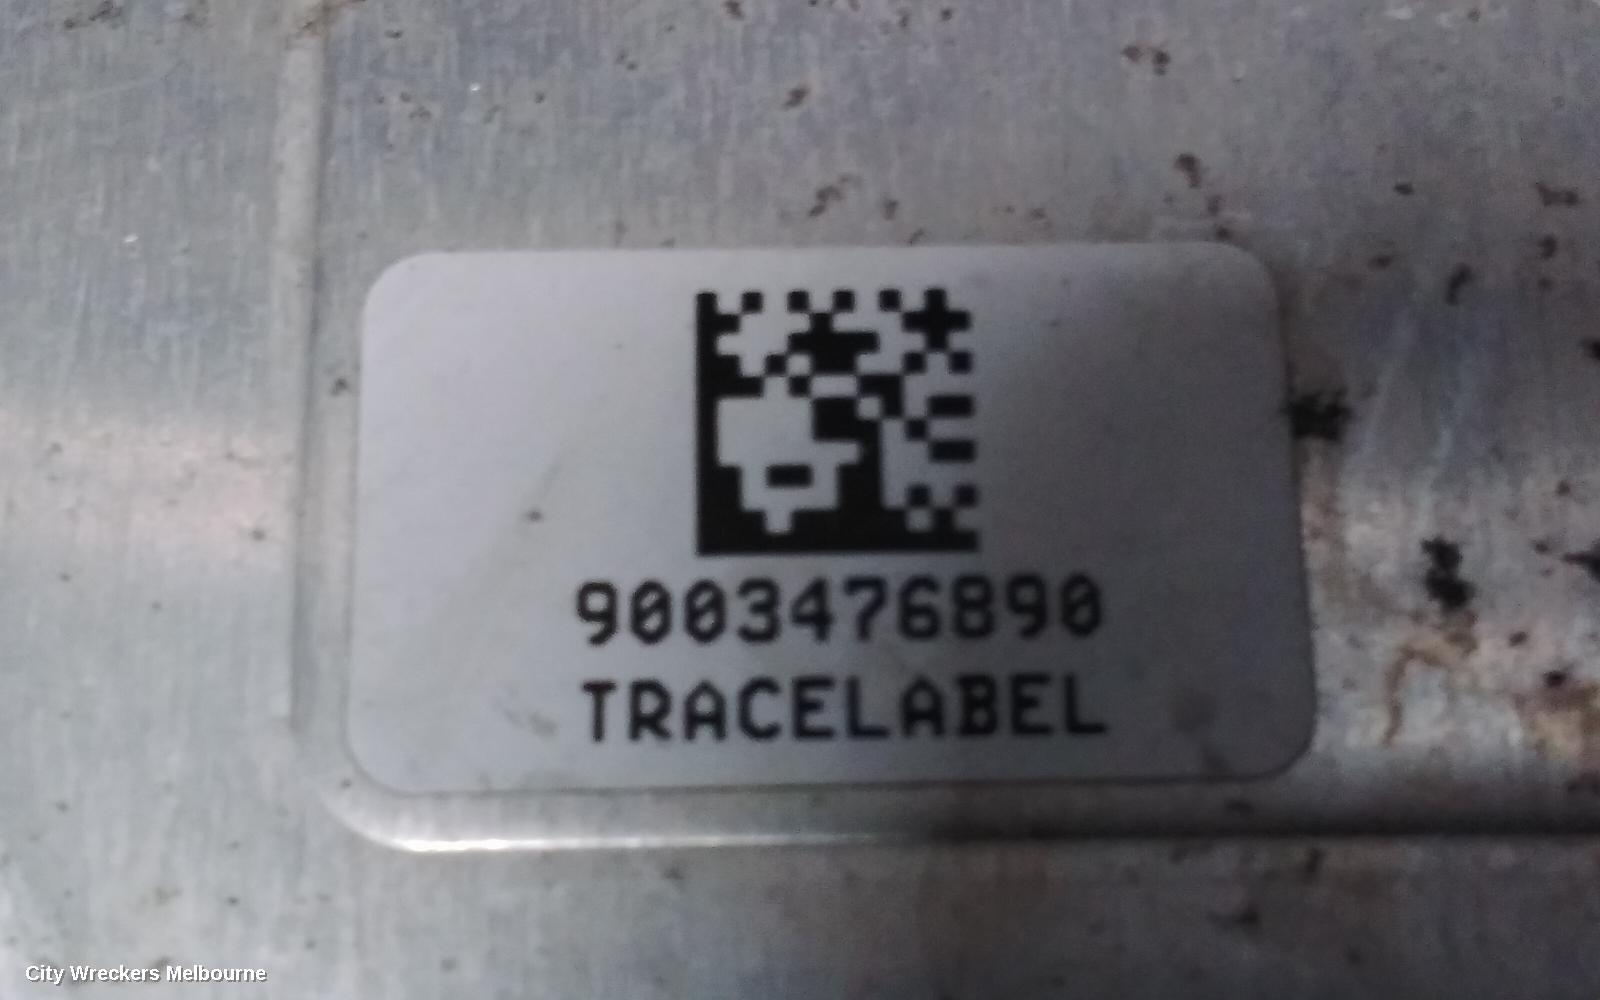 9003476890
TRACELABEL
City Wreckers Melbourne